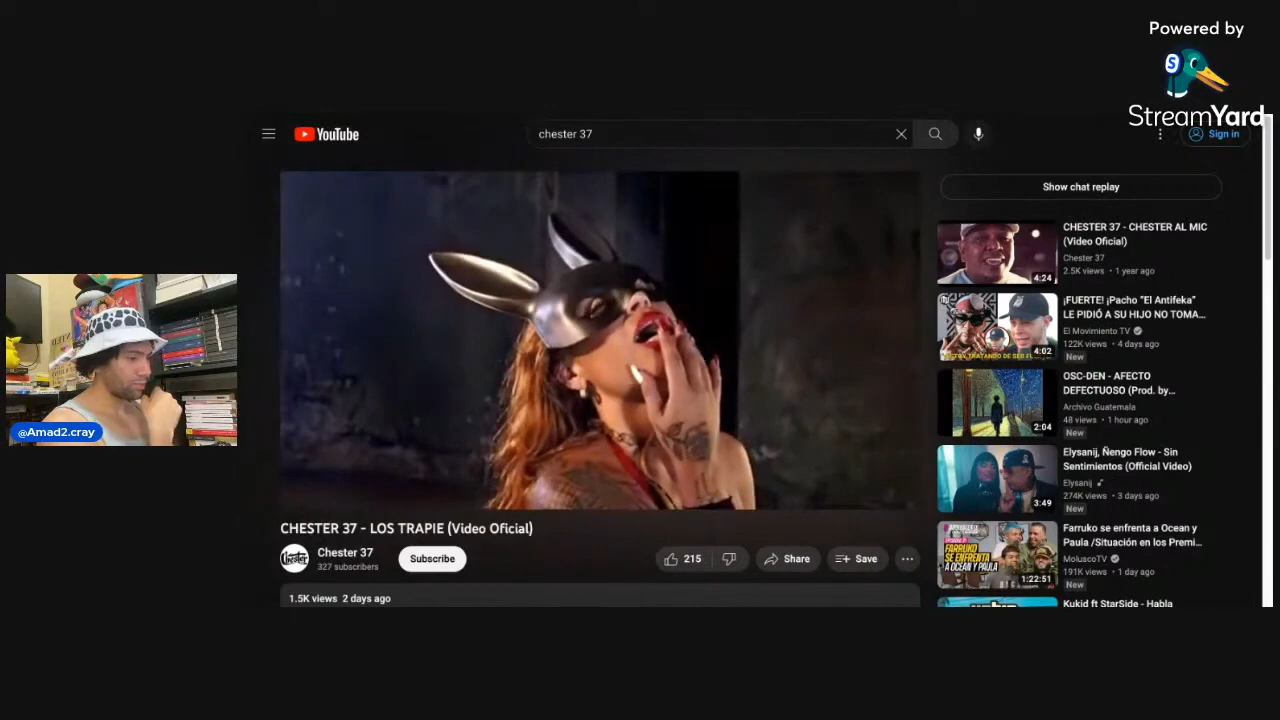 Powered by
StreamYard
YouTube
chester 37
Sign in
Show chat replay
CHESTER 37 - CHESTER AL MIC
(Video Oficial)
Chester 37
2.5K views • 1 year ago
4:24
¡FUERTE! ¡Pacho "El Antifeka"
LE PIDIÓ A SU HIJO NO TOMA...
El Movimiento TV
122K views • 4 days ago
New
4:02
OSC-DEN - AFECTO
DEFECTUOSO (Prod. by...
Archivo Guatemala
48 views • 1 hour ago
New
2:04
Elysanij, Ñengo Flow - Sin
Sentimientos (Official Video)
Elysanij
274K views • 3 days ago
New
3:49
Farruko se enfrenta a Ocean y
Paula /Situación en los Premi...
MoluscoTV
191K views • 1 day ago
New
FARRUKO
SE ENFRENTA
A OCEAN Y PAULA
1:22:51
Kukid ft StarSide - Habla
@Amad2.cray
CHESTER 37 - LOS TRAPIE (Video Oficial)
Chester
Chester 37
327 subscribers
Subscribe
215
Share
Save
1.5K views 2 days ago